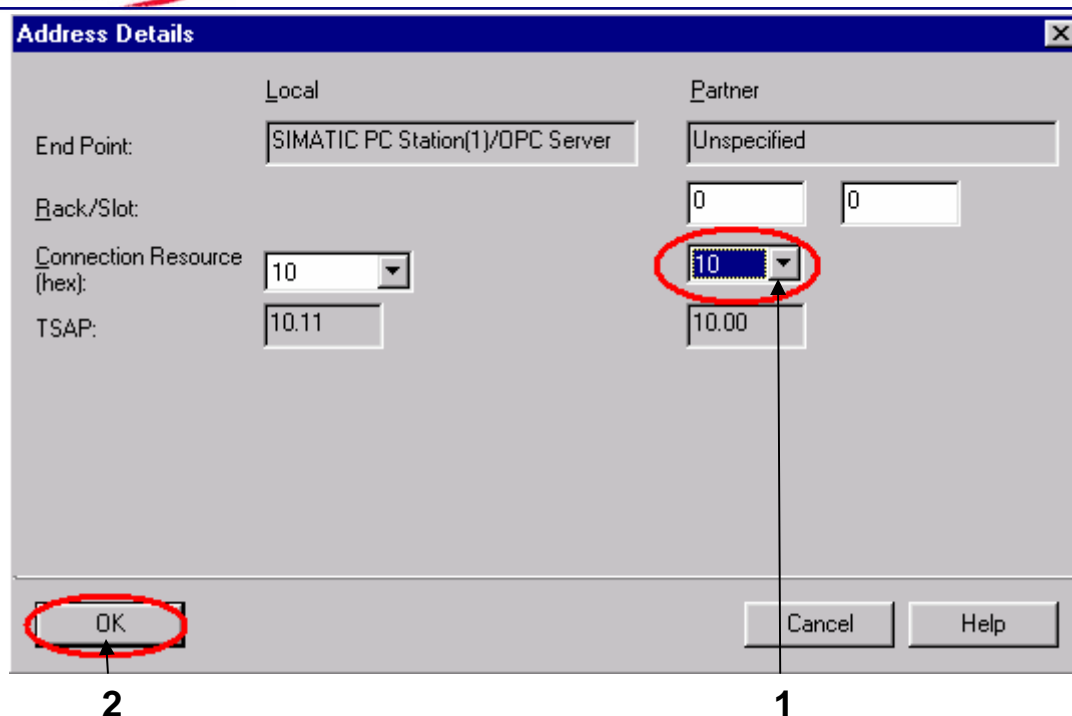 Address Details
Local Partner
End Point: SIMATIC PC Station(1)/OPC Server Unspecified
Rack/Slot: 0 0
Connection Resource
(hex): 10 10
TSAP: 10.11 10.00
OK Cancel Help
2 1